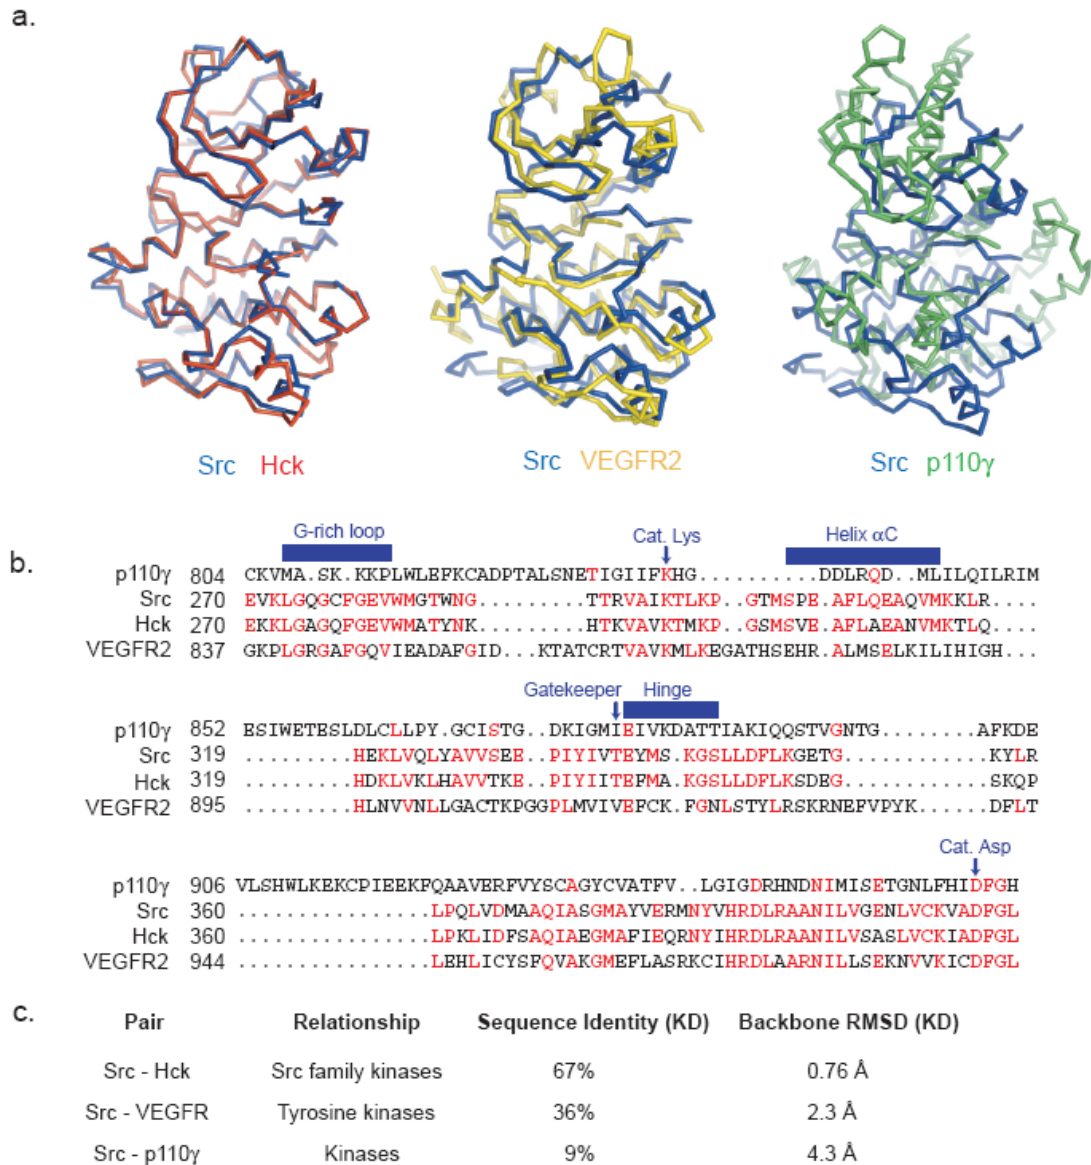 a.
Src Hck
Src VEGFR2
Src p110γ
b.
G-rich loop
Cat. Lys
Helix αC
p110γ 804 CKVMA.SK.KKPLWLEFKCADPTALSNETIGIIFKHG........DDLRQD..MLILQILRIM
Src 270 EVKLGQGCFGEVWMGTWNG.......TTRVAIKTLKP.GTMSPE.AFLQEAQVMKKLR...
Hck 270 EKKLGAGQFGEVWMATYNK.......HTKVAVKTMKP.GSMSVE.AFLAEANVMKTLQ...
VEGFR2 837 GKPLGRGAFGQVIEADAFGID...KTATCRTVAVKMLKEGATHSEHR.ALMSELKILIHIGH...
Gatekeeper
Hinge
p110γ 852 ESIWETESLDLCLLPY.GCISTG..DKIGMIEIVKDATTIAKIQQSTVGNTG.......AFKDE
Src 319 .........HEKLVQLYAVVSEE..PIYIVTEYMS.KGSLLDFLKGETG.........KYLR
Hck 319 .........HDKLVKLHAVVTKE..PIYIITEFMA.KGSLLDFLKSDEG.........SKQP
VEGFR2 895 .........HLNVVNLLGACTKPGGPLMVIVEFCK.FGNLSTYLRSKRNEFVPYK......DFLT
Cat. Asp
p110γ 906 VLSHWLKEKCPIEEKFQAAVERFVYSCAGYCVATFV..LGIGDRHNDNIMISETGNLFHIDFGH
Src 360 ................LPQLVDMAAQIASGMAYVERMNYVHRDLRAANILVGENLVCKVADFGL
Hck 360 ................LPKLIDFSAQIAEGMAFIEQRNYIHRDLRAANILVSASLVCKIADFGL
VEGFR2 944 ................LEHLICYSFQVAKGMEFLASRKCIHRDLAARNILLSEKNVVKICDFGL
c.
Pair Relationship Sequence Identity (KD) Backbone RMSD (KD)
Src - Hck Src family kinases 67% 0.76 Å
Src - VEGFR Tyrosine kinases 36% 2.3 Å
Src - p110γ Kinases 9% 4.3 Å